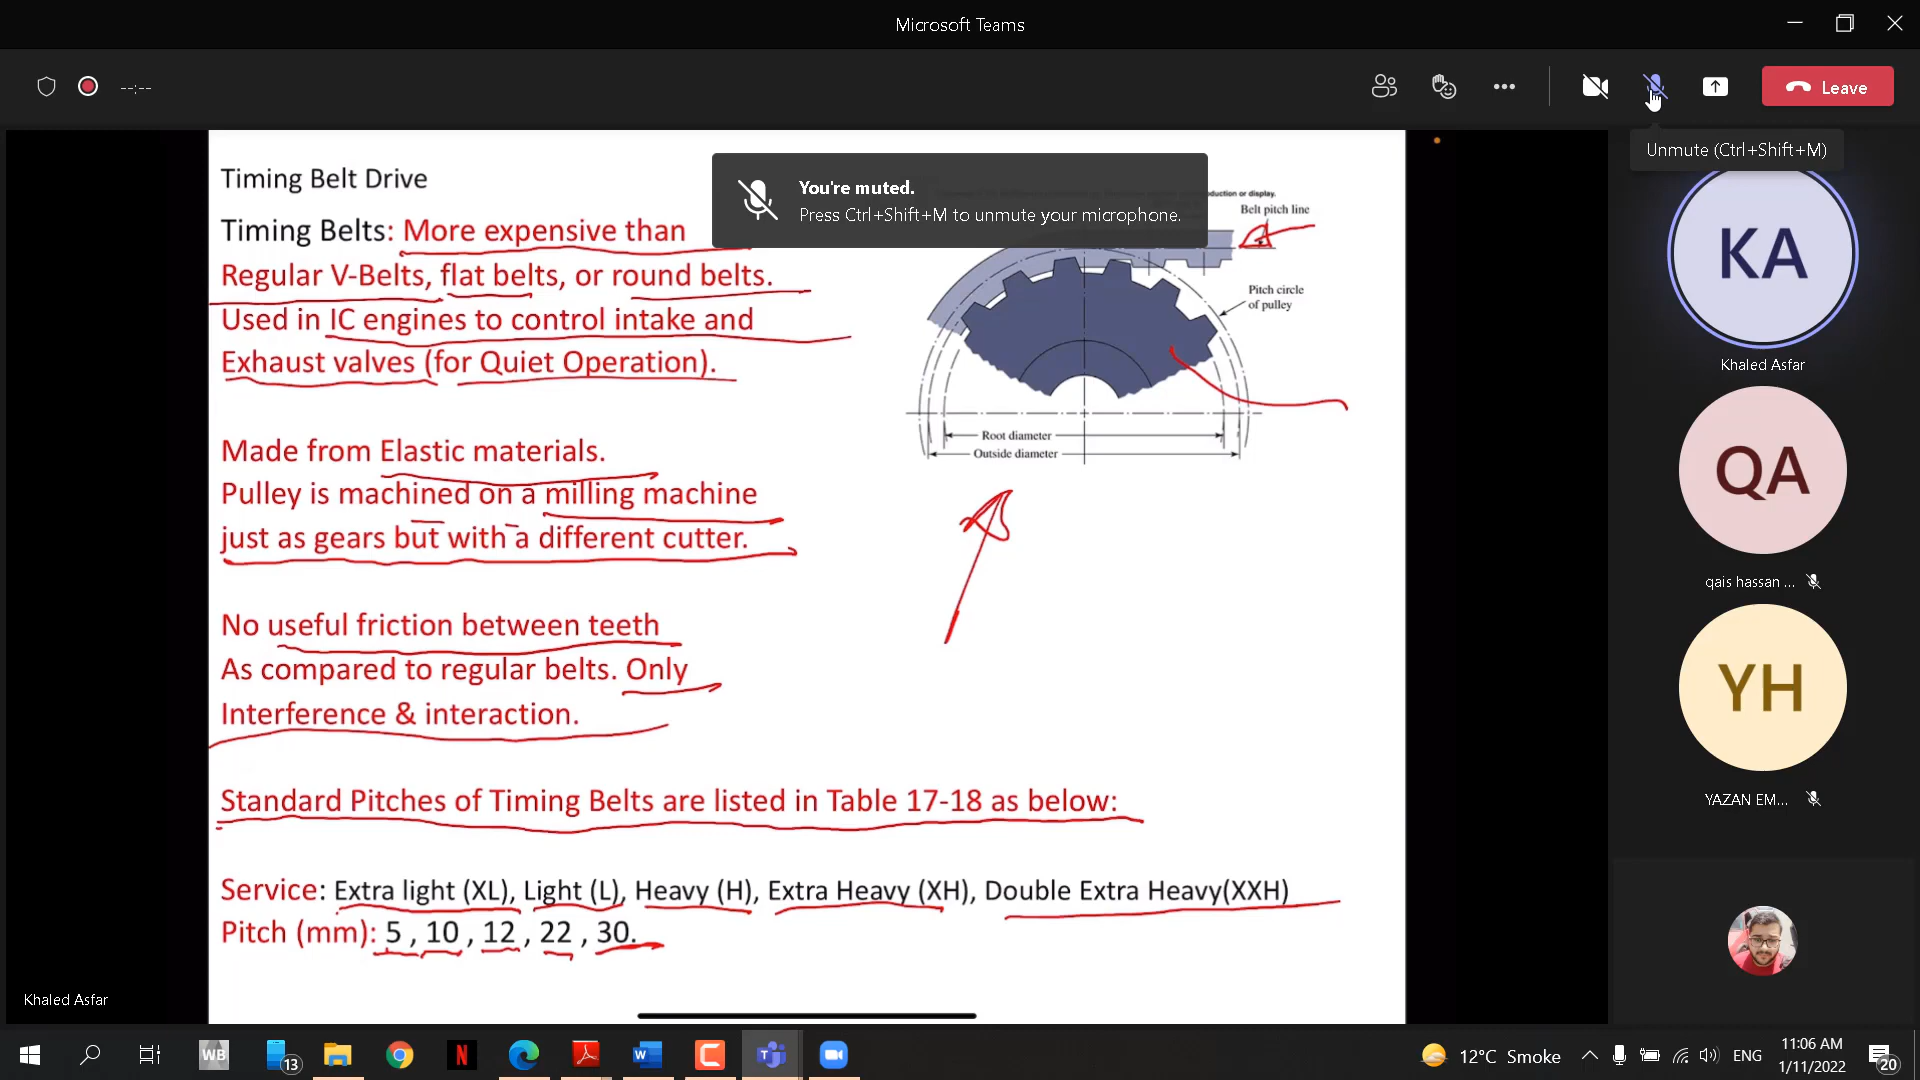 Microsoft Teams
--:--
Leave
Unmute (Ctrl+Shift+M)
You're muted.
Press Ctrl+Shift+M to unmute your microphone.
Timing Belt Drive
Timing Belts: More expensive than
Regular V-Belts, flat belts, or round belts.
Used in IC engines to control intake and
Exhaust valves (for Quiet Operation).
Made from Elastic materials.
Pulley is machined on a milling machine
just as gears but with a different cutter.
No useful friction between teeth
As compared to regular belts. Only
Interference & interaction.
Standard Pitches of Timing Belts are listed in Table 17-18 as below:
Service: Extra light (XL), Light (L), Heavy (H), Extra Heavy (XH), Double Extra Heavy(XXH)
Pitch (mm): 5 , 10 , 12 , 22 , 30.
or display.
Belt pitch line
Pitch circle
of pulley
Root diameter
Outside diameter
KA
Khaled Asfar
QA
qais hassan ...
YH
YAZAN EM...
Khaled Asfar
WB
13
N
W
T
12°C Smoke
ENG
11:06 AM
1/11/2022
20